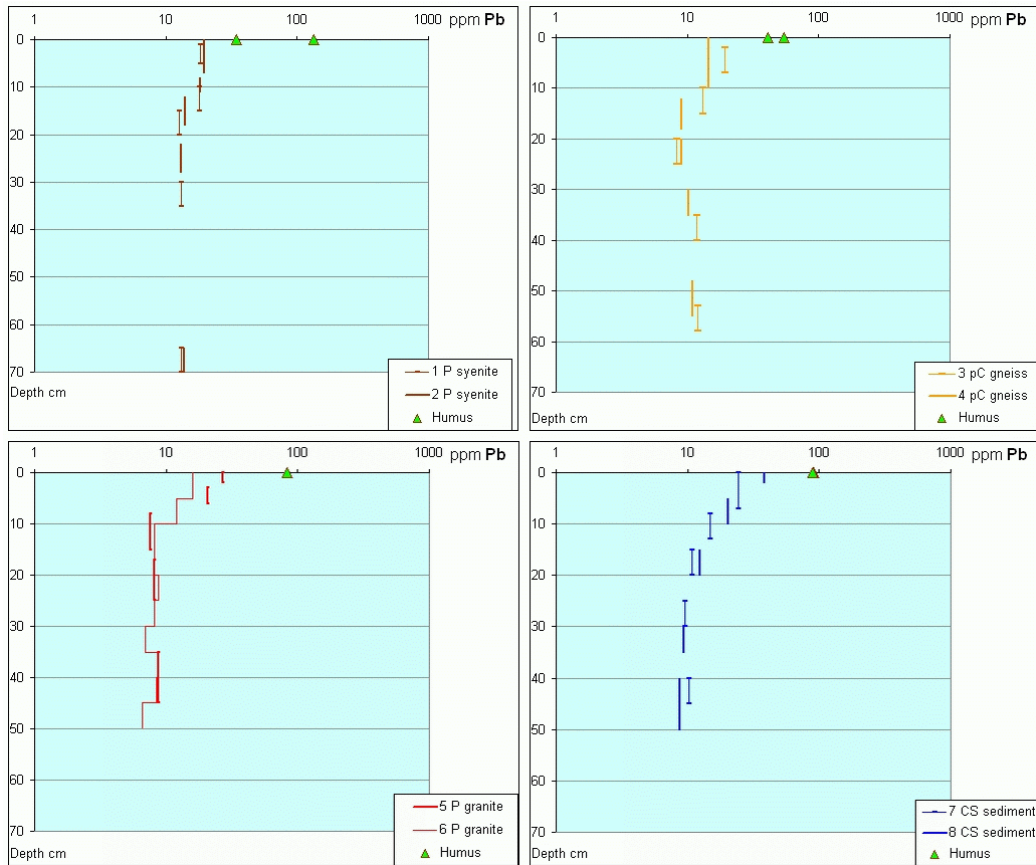 1 10 100 1000 ppm Pb
0
10
20
30
40
50
60
70
Depth cm
1 P syenite
2 P syenite
Humus
1 10 100 1000 ppm Pb
0
10
20
30
40
50
60
70
Depth cm
3 pC gneiss
4 pC gneiss
Humus
1 10 100 1000 ppm Pb
0
10
20
30
40
50
60
70
Depth cm
5 P granite
6 P granite
Humus
1 10 100 1000 ppm Pb
0
10
20
30
40
50
60
70
Depth cm
7 CS sediment
8 CS sediment
Humus